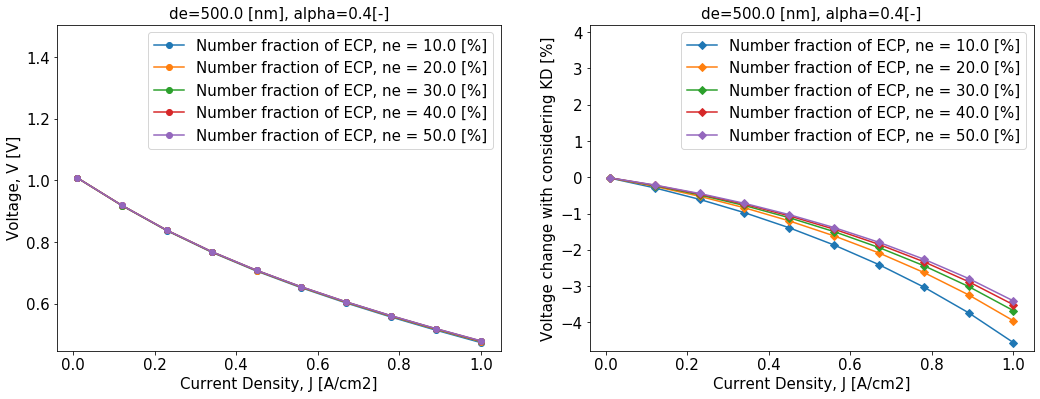 de=500.0 [nm], alpha=0.4[-]
Number fraction of ECP, ne = 10.0 [%]
Number fraction of ECP, ne = 20.0 [%]
Number fraction of ECP, ne = 30.0 [%]
Number fraction of ECP, ne = 40.0 [%]
Number fraction of ECP, ne = 50.0 [%]
Voltage, V [V]
1.4
1.2
1.0
0.8
0.6
0.0 0.2 0.4 0.6 0.8 1.0
Current Density, J [A/cm2]
de=500.0 [nm], alpha=0.4[-]
Number fraction of ECP, ne = 10.0 [%]
Number fraction of ECP, ne = 20.0 [%]
Number fraction of ECP, ne = 30.0 [%]
Number fraction of ECP, ne = 40.0 [%]
Number fraction of ECP, ne = 50.0 [%]
Voltage change with considering KD [%]
4
3
2
1
0
−1
−2
−3
−4
0.0 0.2 0.4 0.6 0.8 1.0
Current Density, J [A/cm2]